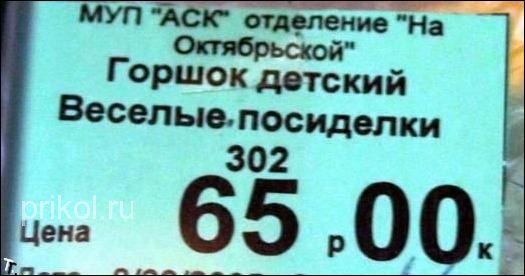 МУП "АСК" отделение "На
Октябрьской"
Горшок детский
Веселые посиделки
302
prikol.ru
Цена 65 р 00 к